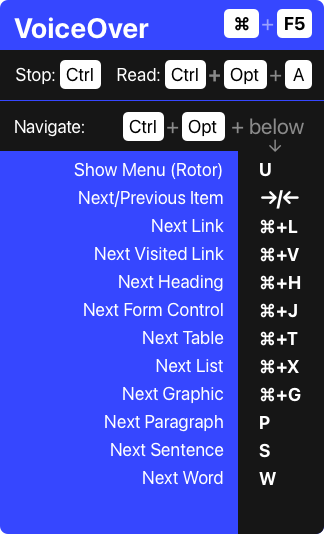 VoiceOver ⌘ + F5
Stop: Ctrl Read: Ctrl + Opt + A
Navigate: Ctrl + Opt + below
↓
Show Menu (Rotor) U
Next/Previous Item →/←
Next Link ⌘+L
Next Visited Link ⌘+V
Next Heading ⌘+H
Next Form Control ⌘+J
Next Table ⌘+T
Next List ⌘+X
Next Graphic ⌘+G
Next Paragraph P
Next Sentence S
Next Word W